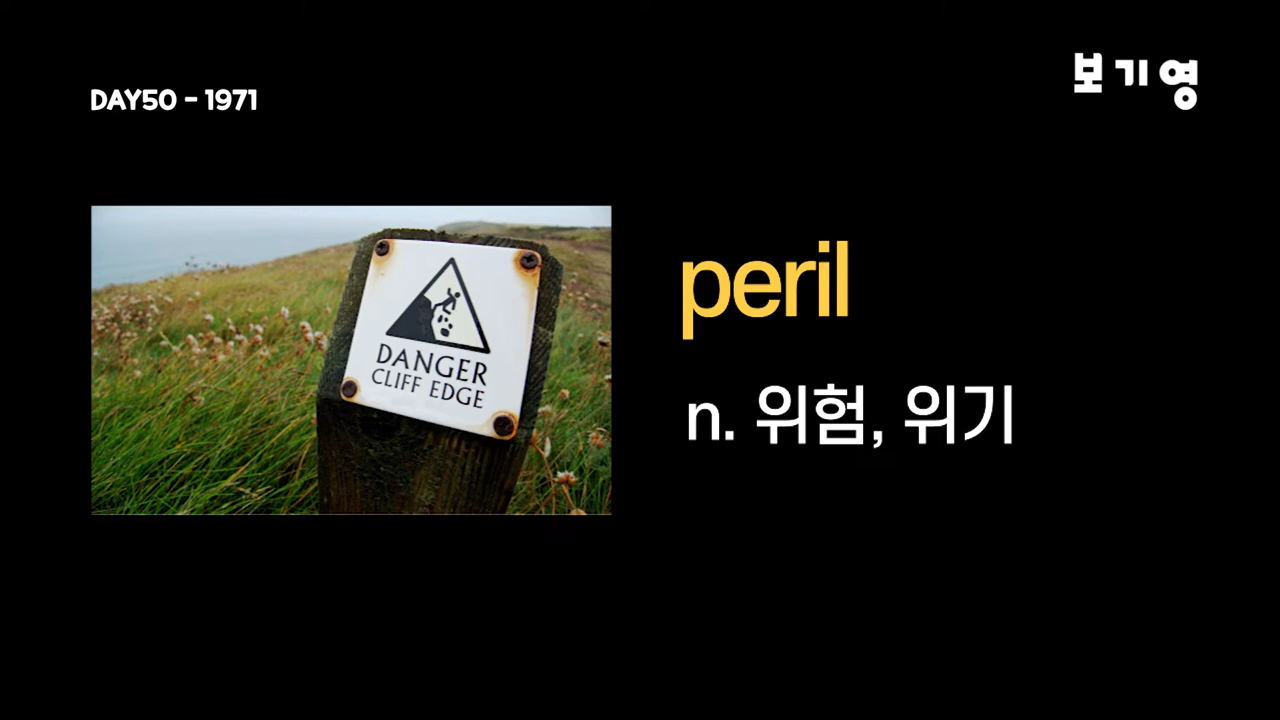 DAY50 - 1971
보기영
DANGER
CLIFF EDGE
peril
n. 위험, 위기